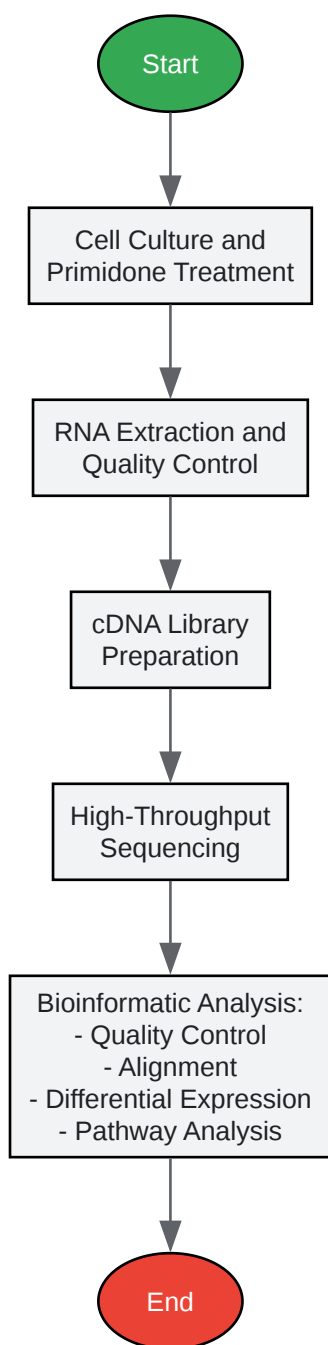 Start
Cell Culture and
Primidone Treatment
RNA Extraction and
Quality Control
cDNA Library
Preparation
High-Throughput
Sequencing
Bioinformatic Analysis:
- Quality Control
- Alignment
- Differential Expression
- Pathway Analysis
End